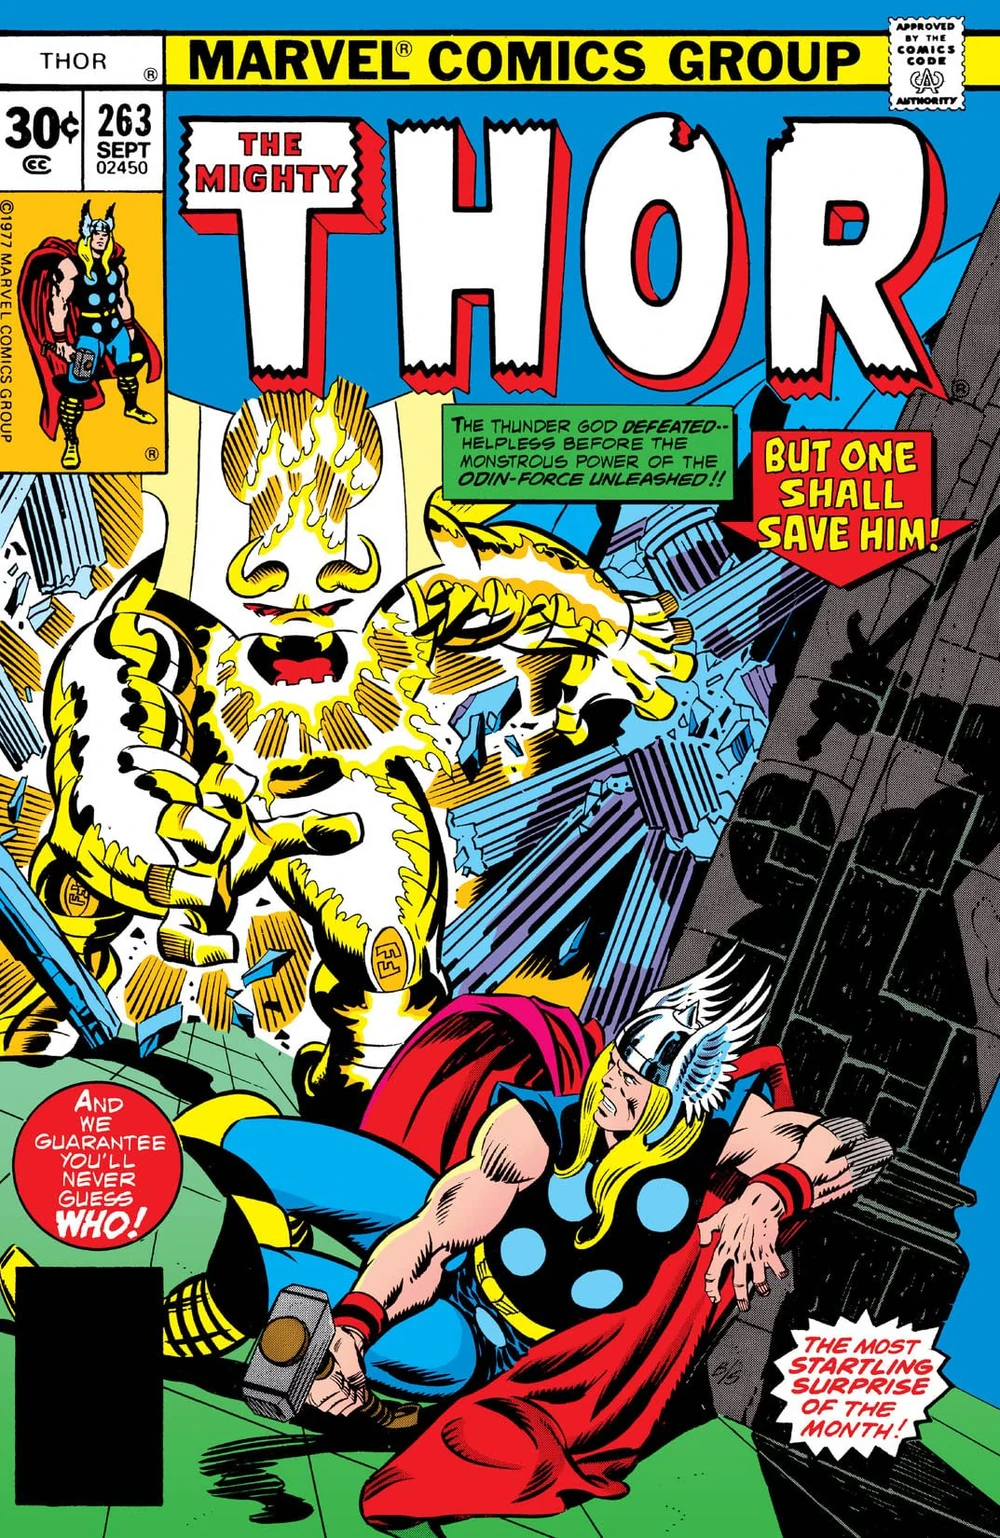 THOR
®
MARVEL® COMICS GROUP
APPROVED
BY THE
COMICS
CODE
CA
AUTHORITY
30¢
CC
263
SEPT
02450
THE
MIGHTY
THOR
®
©1977 MARVEL COMICS GROUP
®
THE THUNDER GOD DEFEATED--
HELPLESS BEFORE THE
MONSTROUS POWER OF THE
ODIN-FORCE UNLEASHED!!
BUT ONE
SHALL
SAVE HIM!
AND
WE
GUARANTEE
YOU'LL
NEVER
GUESS
WHO!
THE MOST
STARTLING
SURPRISE
OF THE
MONTH!